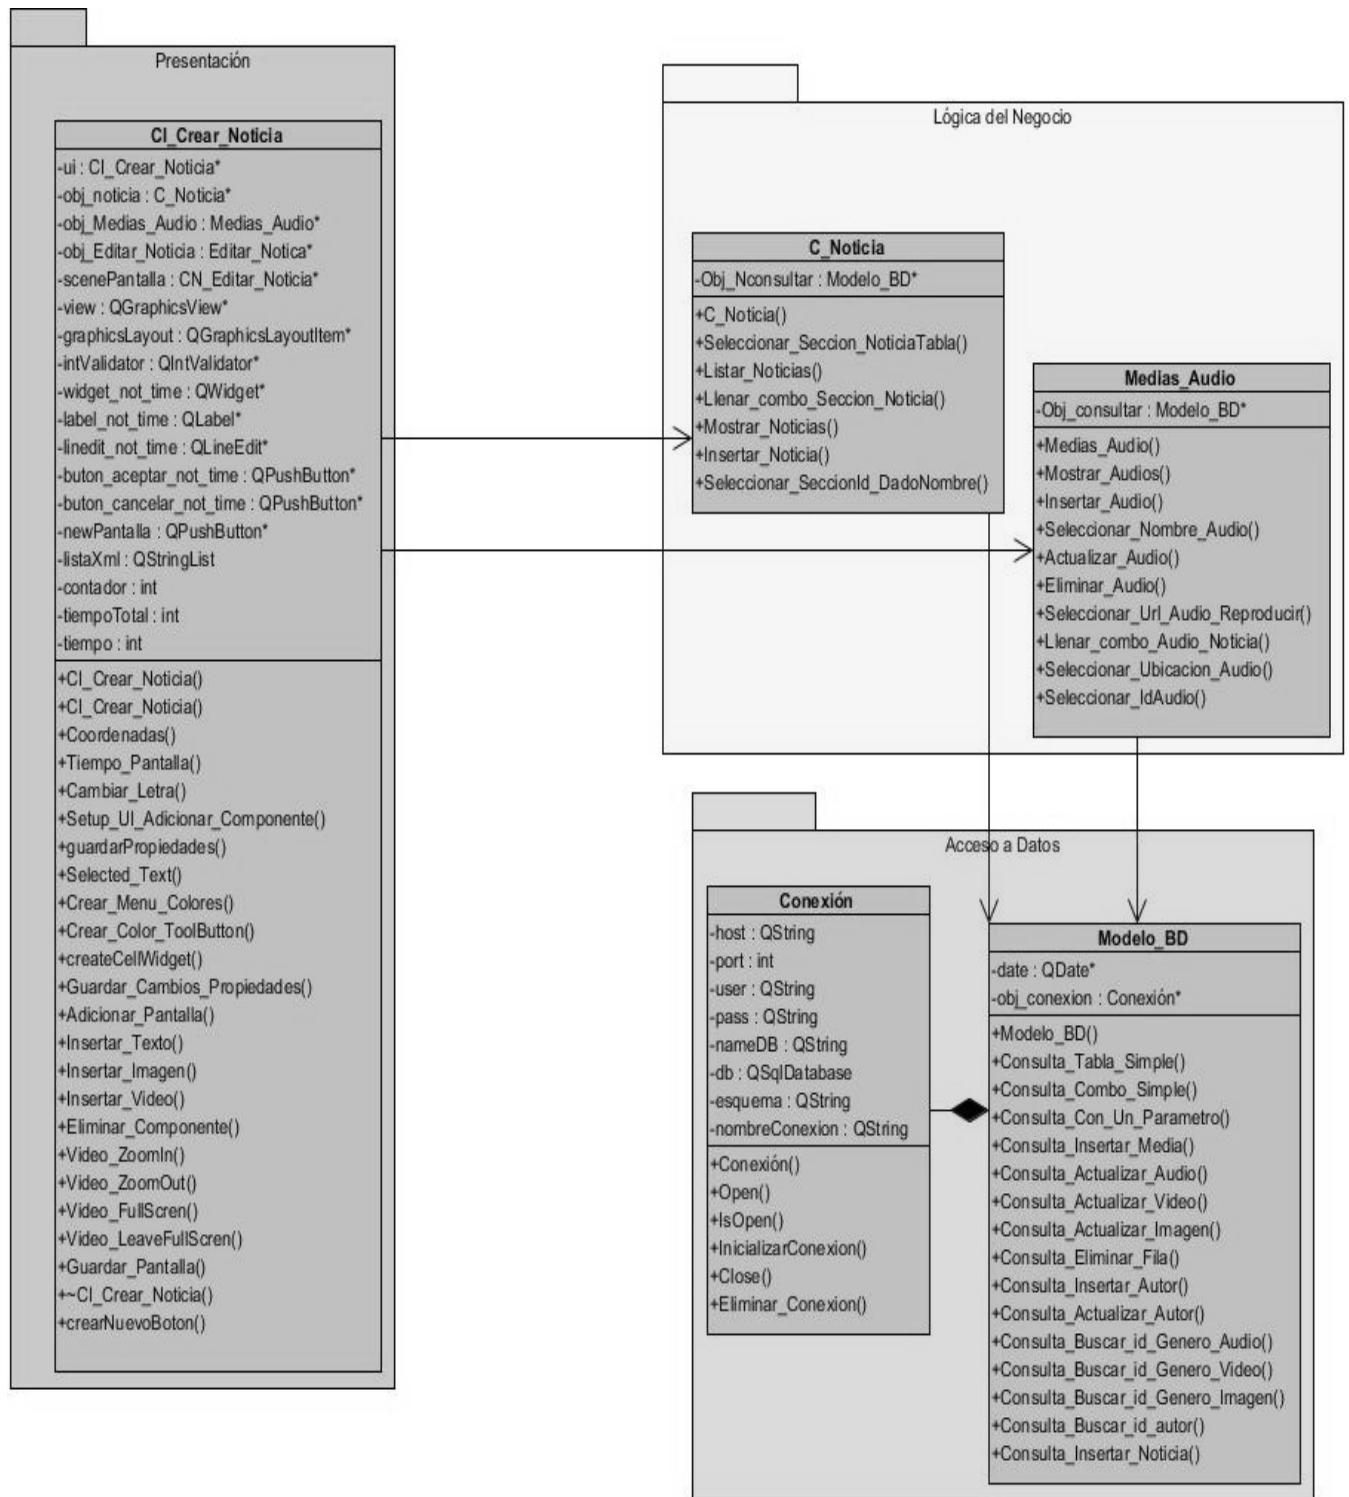 Presentación
CI_Crear_Noticia
-ui : CI_Crear_Noticia*
-obj_noticia : C_Noticia*
-obj_Medias_Audio : Medias_Audio*
-obj_Editar_Noticia : Editar_Notica*
-scenePantalla : CN_Editar_Noticia*
-view : QGraphicsView*
-graphicsLayout : QGraphicsLayoutItem*
-intValidator : QIntValidator*
-widget_not_time : QWidget*
-label_not_time : QLabel*
-linedit_not_time : QLineEdit*
-buton_aceptar_not_time : QPushButton*
-buton_cancelar_not_time : QPushButton*
-newPantalla : QPushButton*
-listaXml : QStringList
-contador : int
-tiempoTotal : int
-tiempo : int
+CI_Crear_Noticia()
+CI_Crear_Noticia()
+Coordenadas()
+Tiempo_Pantalla()
+Cambiar_Letra()
+Setup_UI_Adicionar_Componente()
+guardarPropiedades()
+Selected_Text()
+Crear_Menu_Colores()
+Crear_Color_ToolButton()
+createCellWidget()
+Guardar_Cambios_Propiedades()
+Adicionar_Pantalla()
+Insertar_Texto()
+Insertar_Imagen()
+Insertar_Video()
+Eliminar_Componente()
+Video_ZoomIn()
+Video_ZoomOut()
+Video_FullScren()
+Video_LeaveFullScren()
+Guardar_Pantalla()
+~CI_Crear_Noticia()
+crearNuevoBoton()
Lógica del Negocio
C_Noticia
-Obj_Nconsultar : Modelo_BD*
+C_Noticia()
+Seleccionar_Seccion_NoticiaTabla()
+Listar_Noticias()
+Llenar_combo_Seccion_Noticia()
+Mostrar_Noticias()
+Insertar_Noticia()
+Seleccionar_SeccionId_DadoNombre()
Medias_Audio
-Obj_consultar : Modelo_BD*
+Medias_Audio()
+Mostrar_Audios()
+Insertar_Audio()
+Seleccionar_Nombre_Audio()
+Actualizar_Audio()
+Eliminar_Audio()
+Seleccionar_Url_Audio_Reproducir()
+Llenar_combo_Audio_Noticia()
+Seleccionar_Ubicacion_Audio()
+Seleccionar_IdAudio()
Acceso a Datos
Conexión
-host : QString
-port : int
-user : QString
-pass : QString
-nameDB : QString
-db : QSqlDatabase
-esquema : QString
-nombreConexion : QString
+Conexión()
+Open()
+IsOpen()
+InicializarConexion()
+Close()
+Eliminar_Conexion()
Modelo_BD
-date : QDate*
-obj_conexion : Conexión*
+Modelo_BD()
+Consulta_Tabla_Simple()
+Consulta_Combo_Simple()
+Consulta_Con_Un_Parametro()
+Consulta_Insertar_Media()
+Consulta_Actualizar_Audio()
+Consulta_Actualizar_Video()
+Consulta_Actualizar_Imagen()
+Consulta_Eliminar_Fila()
+Consulta_Insertar_Autor()
+Consulta_Actualizar_Autor()
+Consulta_Buscar_id_Genero_Audio()
+Consulta_Buscar_id_Genero_Video()
+Consulta_Buscar_id_Genero_Imagen()
+Consulta_Buscar_id_autor()
+Consulta_Insertar_Noticia()